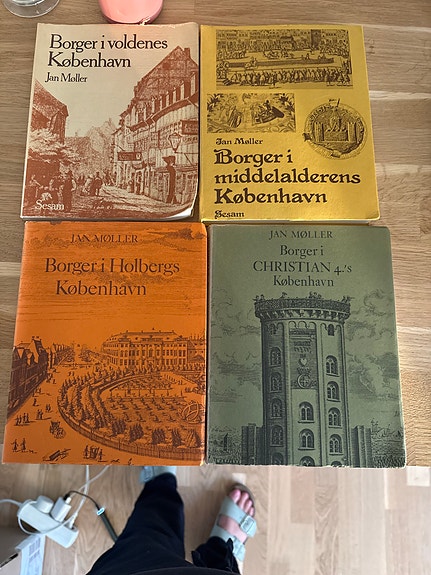 Borger i voldenes
København
Jan Møller
Sesam
Jan Møller
Borger i
middelalderens
København
Sesam
JAN MØLLER
Borger i Holbergs
København
JAN MØLLER
Borger i
CHRISTIAN 4.'s
København